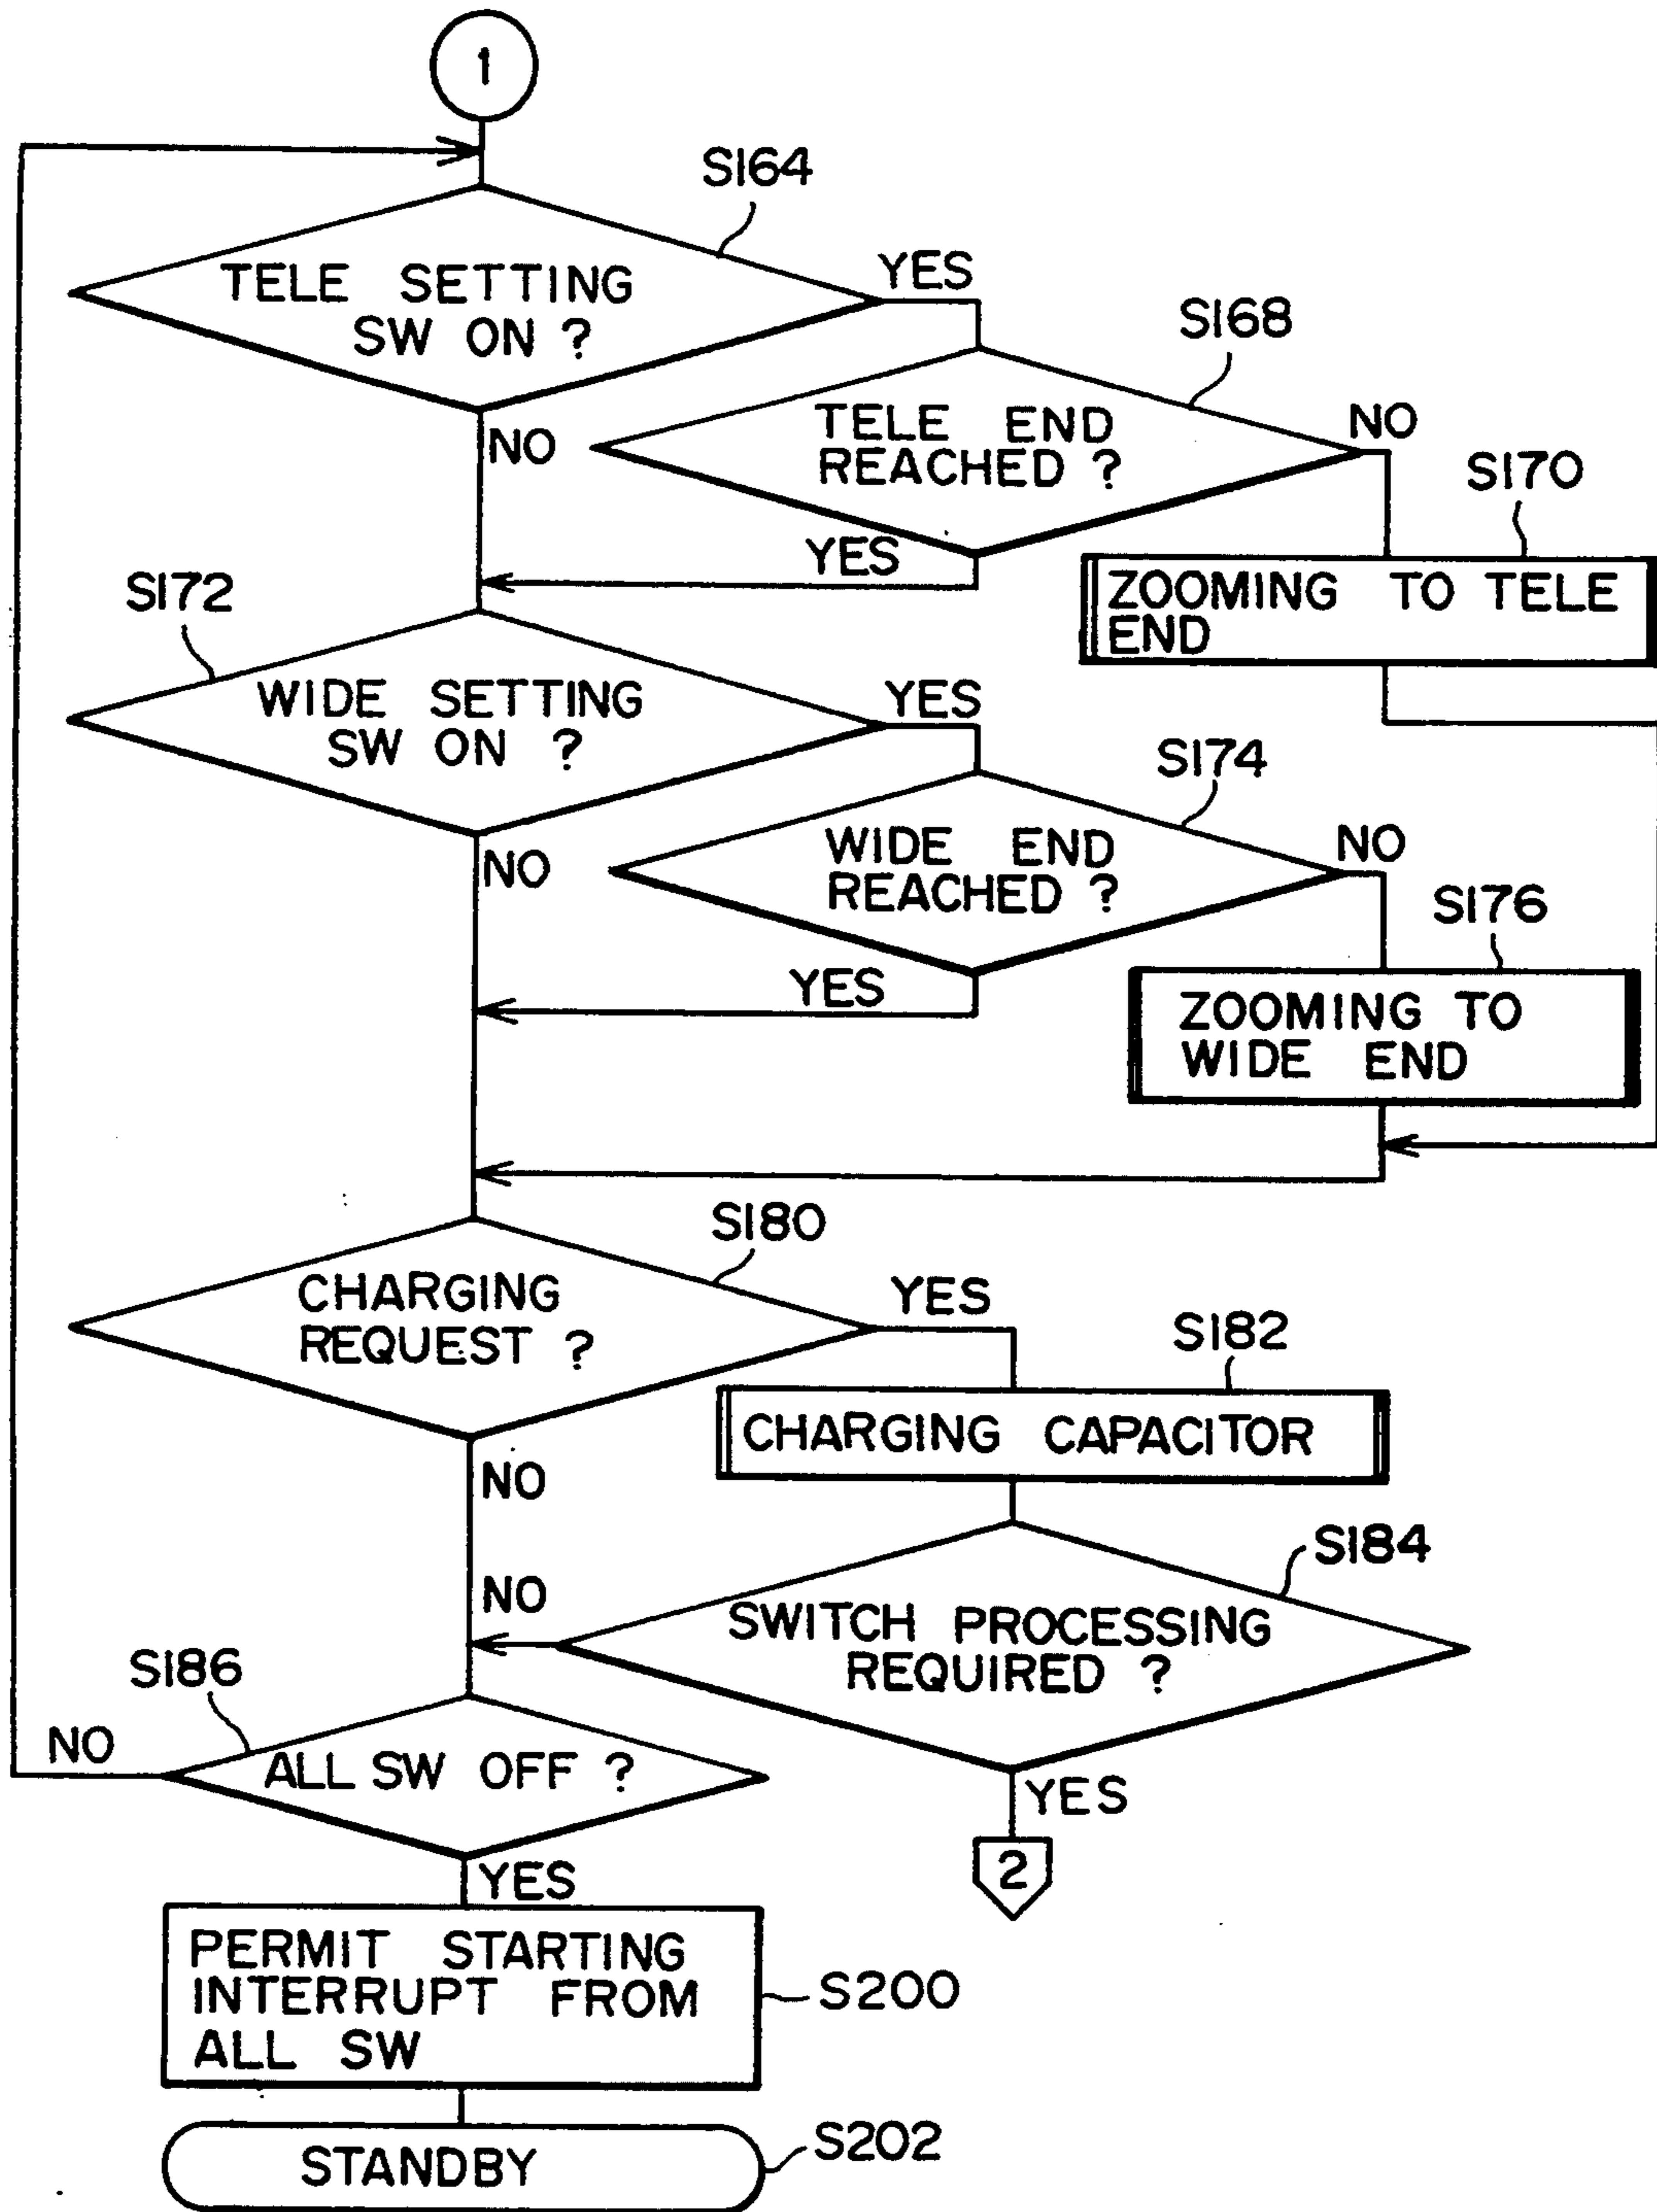 1
S164
TELE SETTING
SW ON ?
YES
NO
S168
TELE END
REACHED ?
NO
YES
S170
ZOOMING TO TELE
END
S172
WIDE SETTING
SW ON ?
YES
NO
S174
WIDE END
REACHED ?
NO
YES
S176
ZOOMING TO
WIDE END
S180
CHARGING
REQUEST ?
YES
NO
S182
CHARGING CAPACITOR
S184
SWITCH PROCESSING
REQUIRED ?
NO
YES
2
S186
ALL SW OFF ?
NO
YES
PERMIT STARTING
INTERRUPT FROM
ALL SW
S200
STANDBY
S202